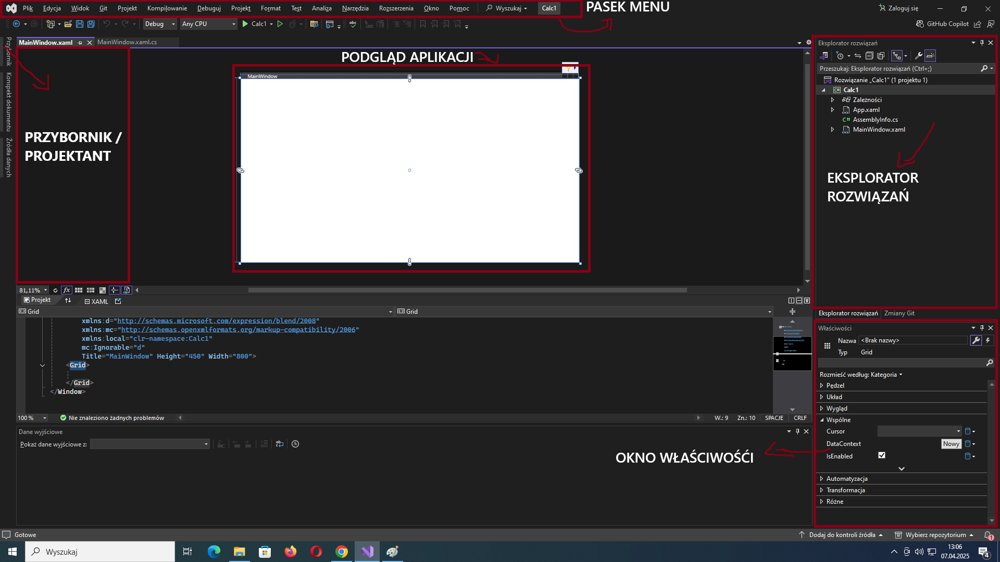 Plik Edycja Widok Git Projekt Kompilowanie Debuguj Projekt Format Test Analiza Narzędzia Rozszerzenia Okno Pomoc Wyszukaj Calc1 PASEK MENU Zaloguj się
Debug Any CPU Calc1 GitHub Copilot
MainWindow.xaml MainWindow.xaml.cs
Przybornik
Konspekt dokumentu
Źródła danych
PODGLĄD APLIKACJI
MainWindow
PRZYBORNIK /
PROJEKTANT
Eksplorator rozwiązań
Przeszukaj: Eksplorator rozwiązań (Ctrl+;)
Rozwiązanie „Calc1" (1 projektu 1)
Calc1
Zależności
App.xaml
AssemblyInfo.cs
MainWindow.xaml
EKSPLORATOR
ROZWIĄZAŃ
81,11%
Projekt XAML
Grid Grid
xmlns:d="http://schemas.microsoft.com/expression/blend/2008"
xmlns:mc="http://schemas.openxmlformats.org/markup-compatibility/2006"
xmlns:local="clr-namespace:Calc1"
mc:Ignorable="d"
Title="MainWindow" Height="450" Width="800">
<Grid>
</Grid>
</Window>
100 % Nie znaleziono żadnych problemów W.: 9 Zn.: 10 SPACJE CRLF
Dane wyjściowe
Pokaż dane wyjściowe z:
OKNO WŁAŚCIWOŚĆI
Eksplorator rozwiązań Zmiany Git
Właściwości
Nazwa <Brak nazwy>
Typ Grid
Rozmieść według: Kategoria
Pędzel
Układ
Wygląd
Wspólne
Cursor
DataContext Nowy
IsEnabled
Automatyzacja
Transformacja
Różne
Gotowe Dodaj do kontroli źródła Wybierz repozytorium 1
Wyszukaj 13:06
07.04.2025 4